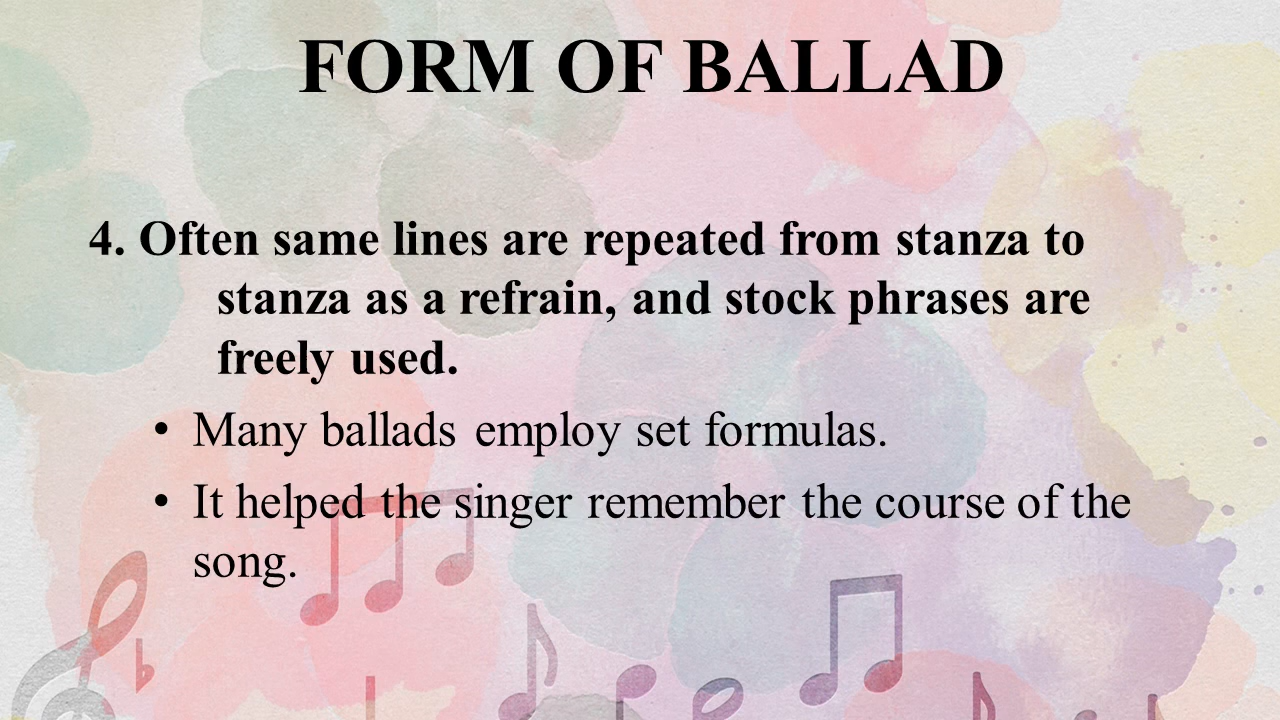 FORM OF BALLAD
4. Often same lines are repeated from stanza to
stanza as a refrain, and stock phrases are
freely used.
• Many ballads employ set formulas.
• It helped the singer remember the course of the
song.